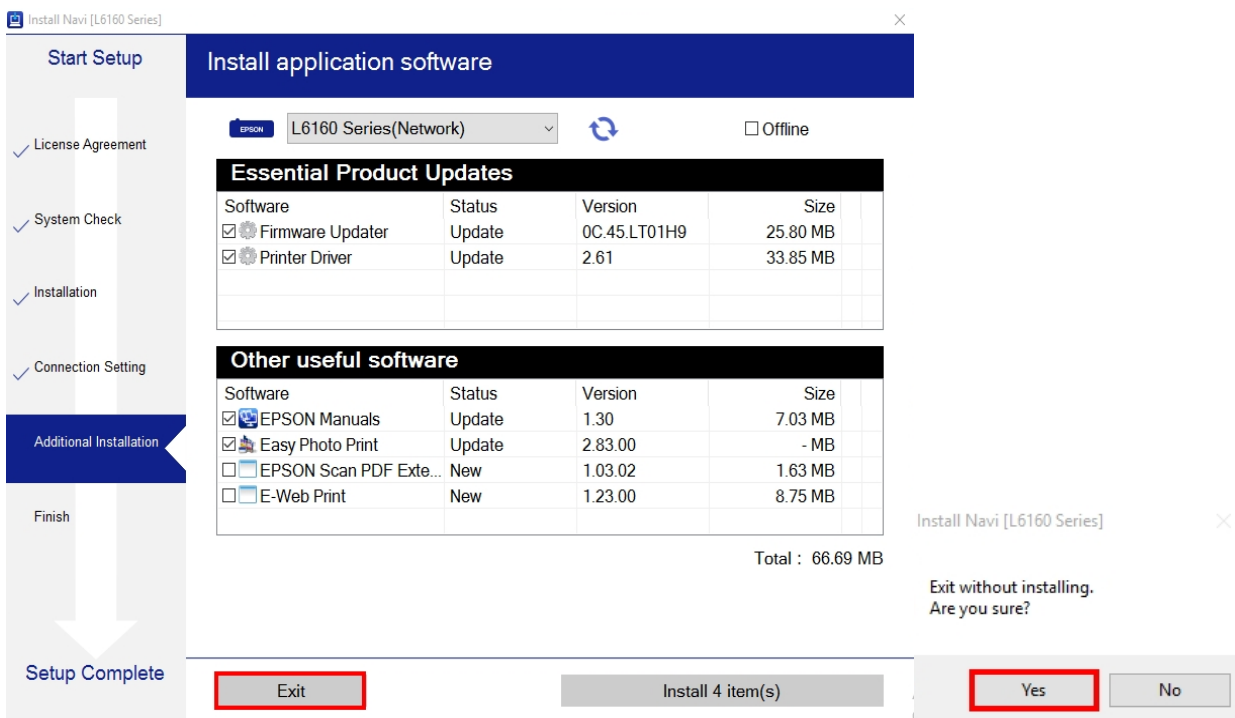 Install Navi [L6160 Series]
Start Setup
License Agreement
System Check
Installation
Connection Setting
Additional Installation
Finish
Setup Complete
Install application software
EPSON L6160 Series(Network) Offline
Essential Product Updates
Software Status Version Size
Firmware Updater Update 0C.45.LT01H9 25.80 MB
Printer Driver Update 2.61 33.85 MB
Other useful software
Software Status Version Size
EPSON Manuals Update 1.30 7.03 MB
Easy Photo Print Update 2.83.00 - MB
EPSON Scan PDF Exte... New 1.03.02 1.63 MB
E-Web Print New 1.23.00 8.75 MB
Total : 66.69 MB
Exit Install 4 item(s)
Install Navi [L6160 Series]
Exit without installing.
Are you sure?
Yes No